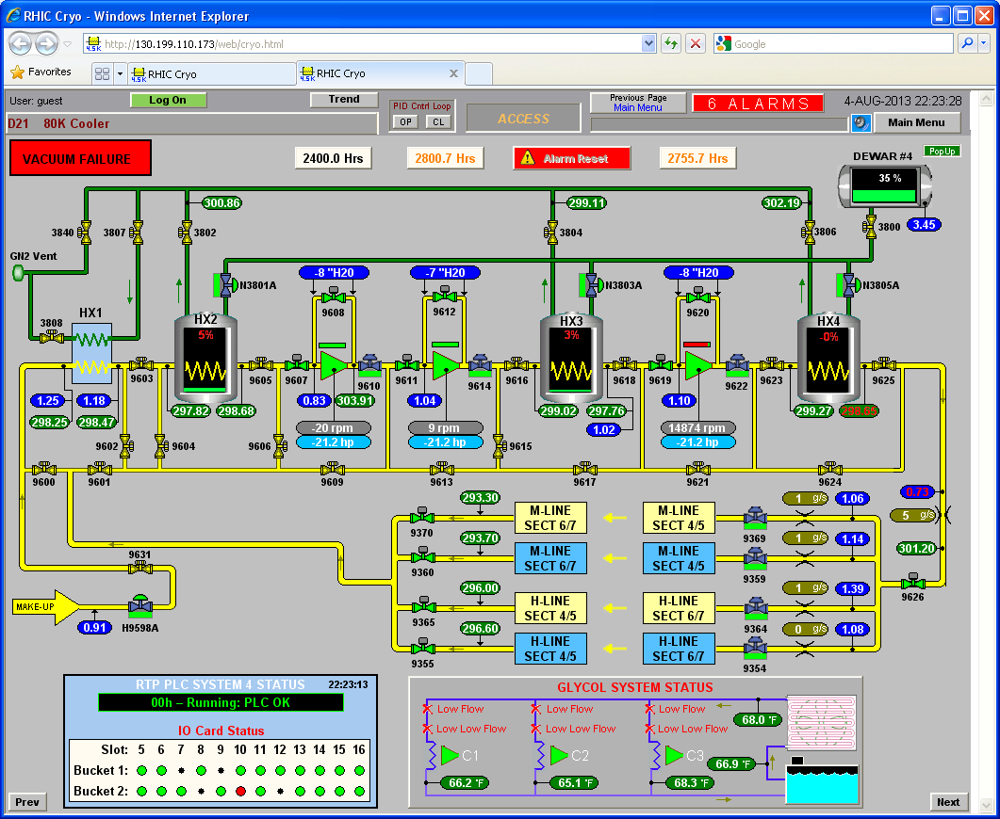 RHIC Cryo - Windows Internet Explorer
http://130.199.110.173/web/cryo.html
Google
Favorites
RHIC Cryo
RHIC Cryo
User: guest
Log On
Trend
PID Cntrl Loop
OP CL
ACCESS
Previous Page
Main Menu
6 ALARMS
4-AUG-2013 22:23:28
D21 80K Cooler
Main Menu
VACUUM FAILURE
2400.0 Hrs
2800.7 Hrs
Alarm Reset
2755.7 Hrs
DEWAR #4
PopUp
35 %
300.86
299.11
302.19
3.45
3840
3807
3802
3804
3806
3800
GN2 Vent
-8 "H20
-7 "H20
-8 "H20
N3801A
N3803A
N3805A
9608
9612
9620
HX1
HX2
HX3
HX4
3808
5%
3%
-0%
9603
9605
9607
9610
9611
9614
9616
9618
9619
9622
9623
9625
1.25
1.18
297.82
298.68
0.83
303.91
1.04
299.02
297.76
1.10
299.27
298.25
298.47
1.02
-20 rpm
9 rpm
14874 rpm
-21.2 hp
-21.2 hp
-21.2 hp
9602
9604
9606
9615
9600
9601
9609
9613
9617
9621
9624
293.30
M-LINE
SECT 6/7
M-LINE
SECT 4/5
1 g/s
1.06
0.73
5 g/s
9370
9369
293.70
M-LINE
SECT 6/7
M-LINE
SECT 4/5
1 g/s
1.14
301.20
9360
9359
9631
296.00
H-LINE
SECT 4/5
H-LINE
SECT 6/7
1 g/s
1.39
9626
9365
9364
MAKE-UP
0.91
H9598A
296.60
H-LINE
SECT 4/5
H-LINE
SECT 6/7
0 g/s
1.08
9355
9354
RTP PLC SYSTEM 4 STATUS 22:23:13
00h – Running: PLC OK
IO Card Status
Slot: 5 6 7 8 9 10 11 12 13 14 15 16
Bucket 1:
Bucket 2:
GLYCOL SYSTEM STATUS
Low Flow
Low Flow
Low Flow
68.0 °F
Low Low Flow
Low Low Flow
Low Low Flow
C1
C2
C3
66.9 °F
66.2 °F
65.1 °F
68.3 °F
Prev
Next